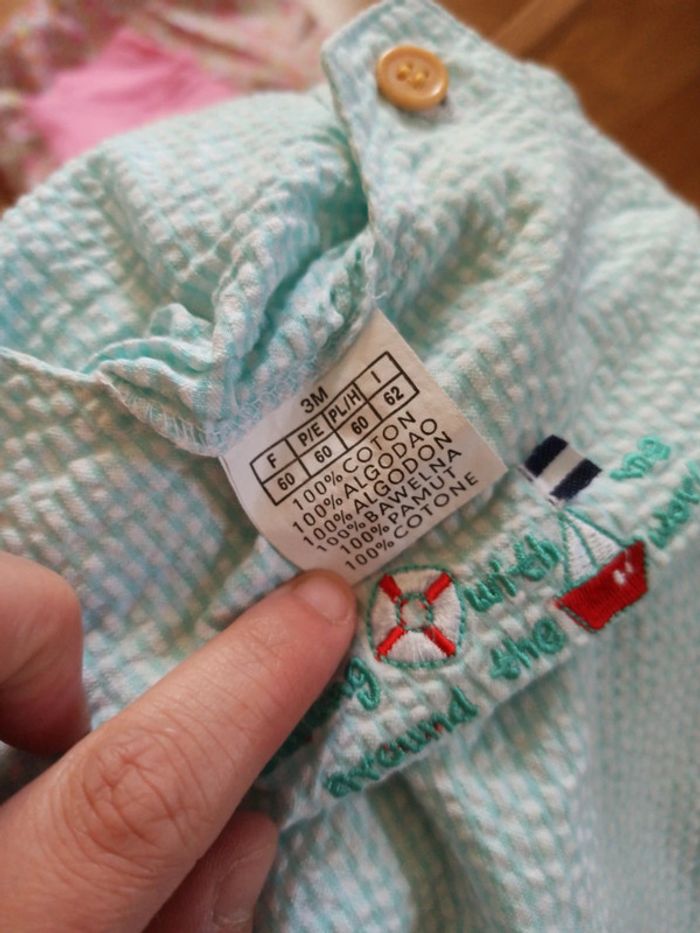 3M
F P/E PL/H I
60 60 60 62
100% COTON
100% ALGODAO
100% ALGODON
100% BAWELNA
100% PAMUT
100% COTONE
with
around the